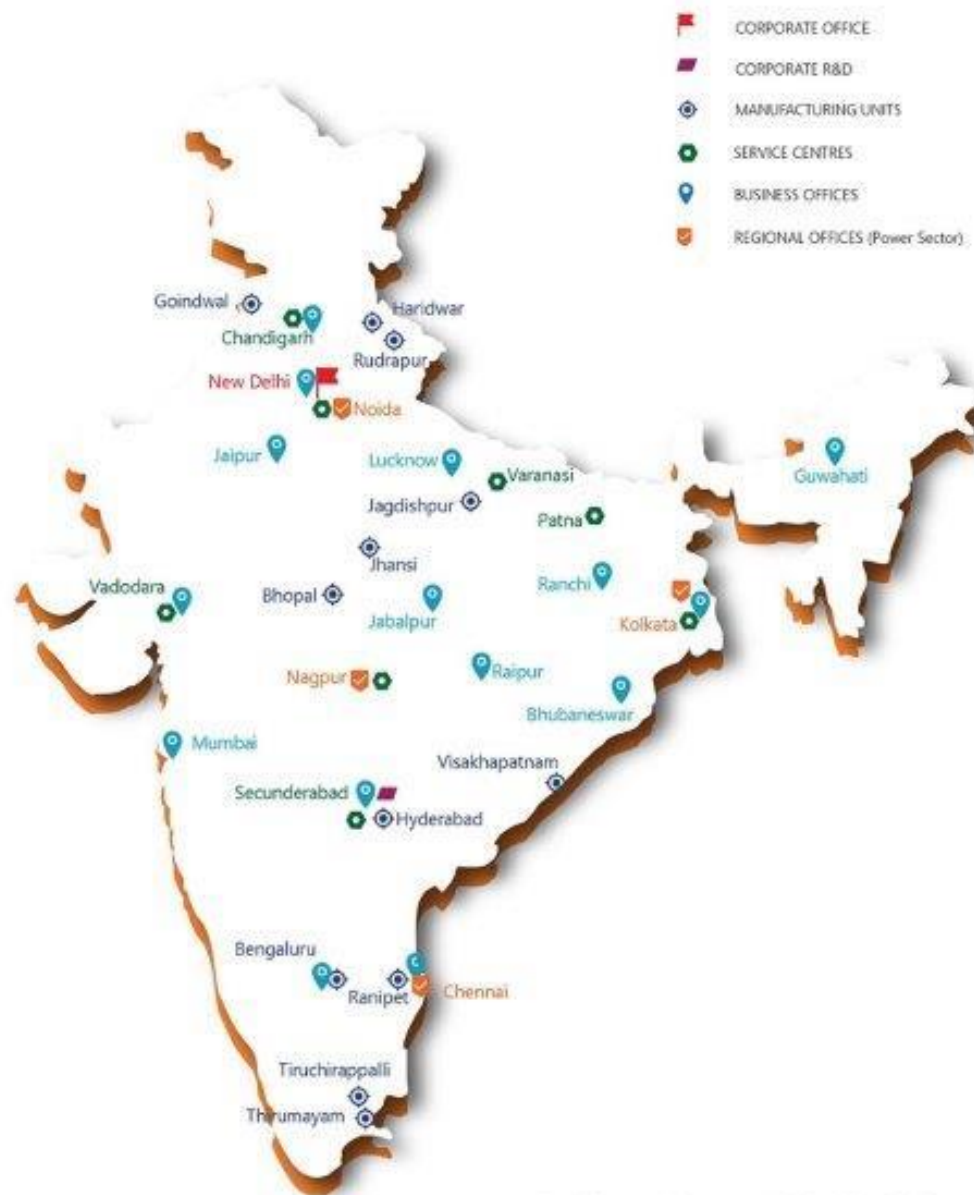 CORPORATE OFFICE
CORPORATE R&D
MANUFACTURING UNITS
SERVICE CENTRES
BUSINESS OFFICES
REGIONAL OFFICES (Power Sector)
Goindwal
Haridwar
Chandigarh
Rudrapur
New Delhi
Noida
Jaipur
Lucknow
Varanasi
Guwahati
Jagdishpur
Patna
Jhansi
Vadodara
Bhopal
Ranchi
Jabalpur
Kolkata
Nagpur
Raipur
Bhubaneswar
Mumbai
Visakhapatnam
Secunderabad
Hyderabad
Bengaluru
Ranipet
Chennai
Tiruchirappalli
Thirumayam